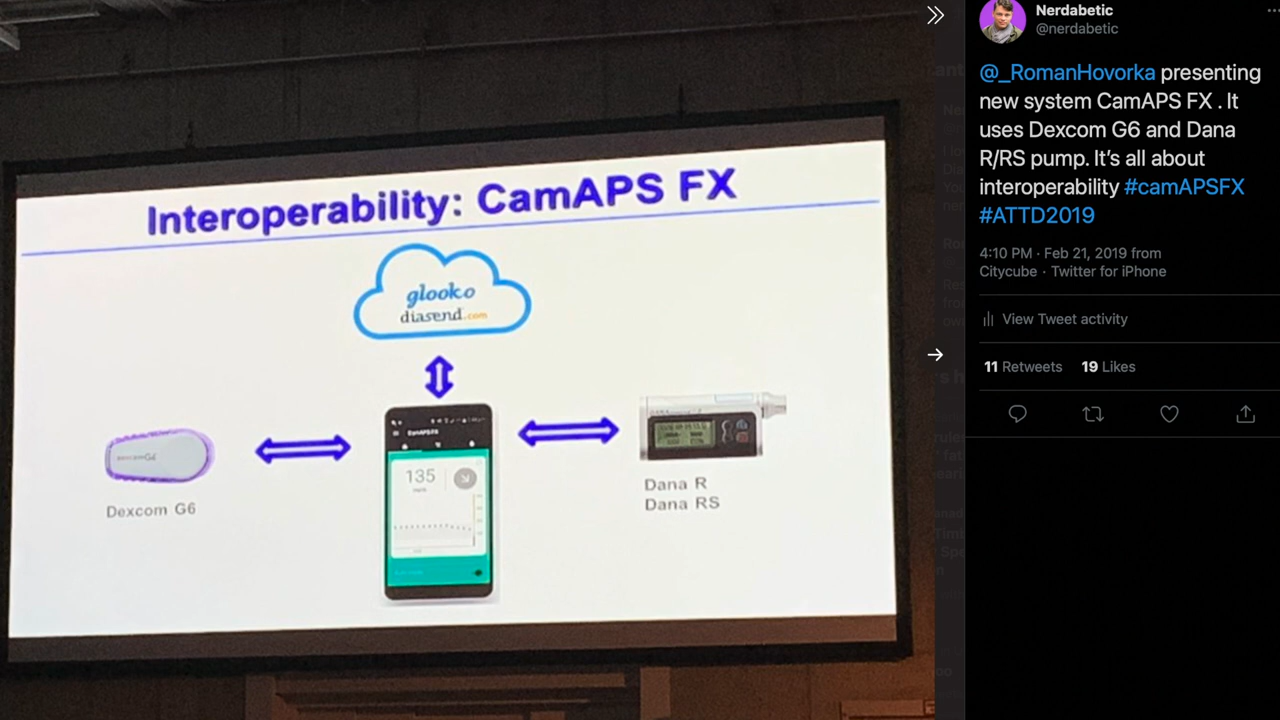 Interoperability: CamAPS FX
glooko
diasend.com
CamAPS FX
135
Dexcom G6
Dana R
Dana RS
Nerdabetic
@nerdabetic
@_RomanHovorka presenting
new system CamAPS FX . It
uses Dexcom G6 and Dana
R/RS pump. It’s all about
interoperability #camAPSFX
#ATTD2019
4:10 PM · Feb 21, 2019 from
Citycube · Twitter for iPhone
View Tweet activity
11 Retweets 19 Likes